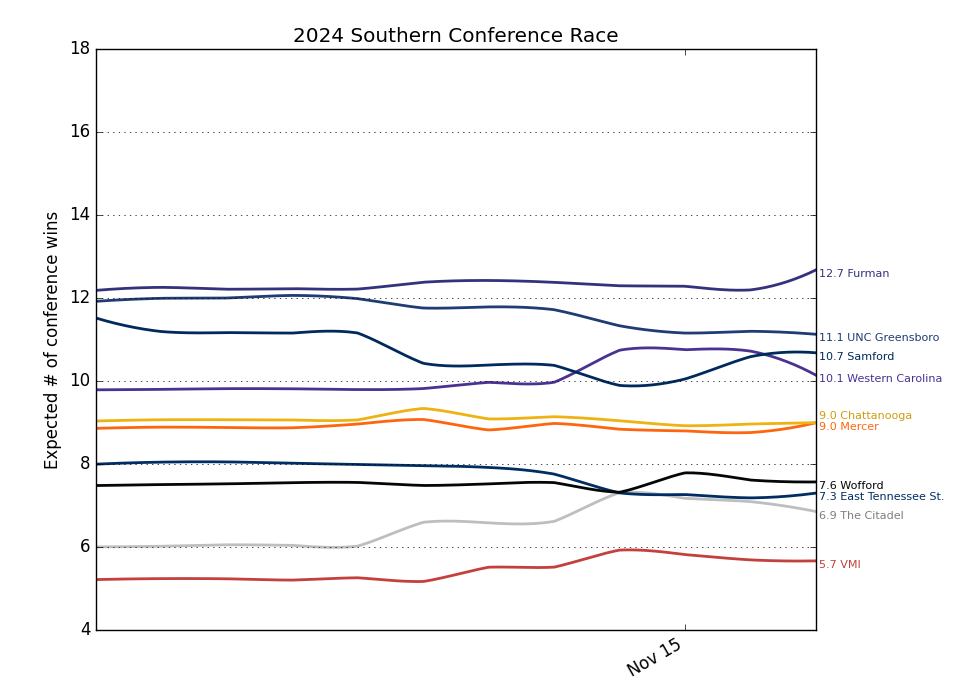 2024 Southern Conference Race
Expected # of conference wins
18
16
14
12
10
8
6
4
Nov 15
12.7 Furman
11.1 UNC Greensboro
10.7 Samford
10.1 Western Carolina
9.0 Chattanooga
9.0 Mercer
7.6 Wofford
7.3 East Tennessee St.
6.9 The Citadel
5.7 VMI